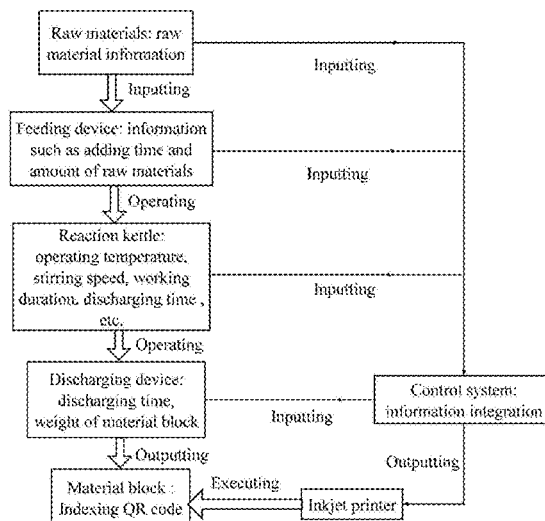 Raw materials: raw
material information
Inputting
Inputting
Feeding device: information
such as adding time and
amount of raw materials
Inputting
Operating
Reaction kettle:
operating temperature,
stirring speed, working
duration, discharging time ,
etc.
Inputting
Operating
Discharging device:
discharging time,
weight of material block
Inputting
Control system:
information integration
Outputting
Outputting
Material block :
Indexing QR code
Executing
Inkjet printer